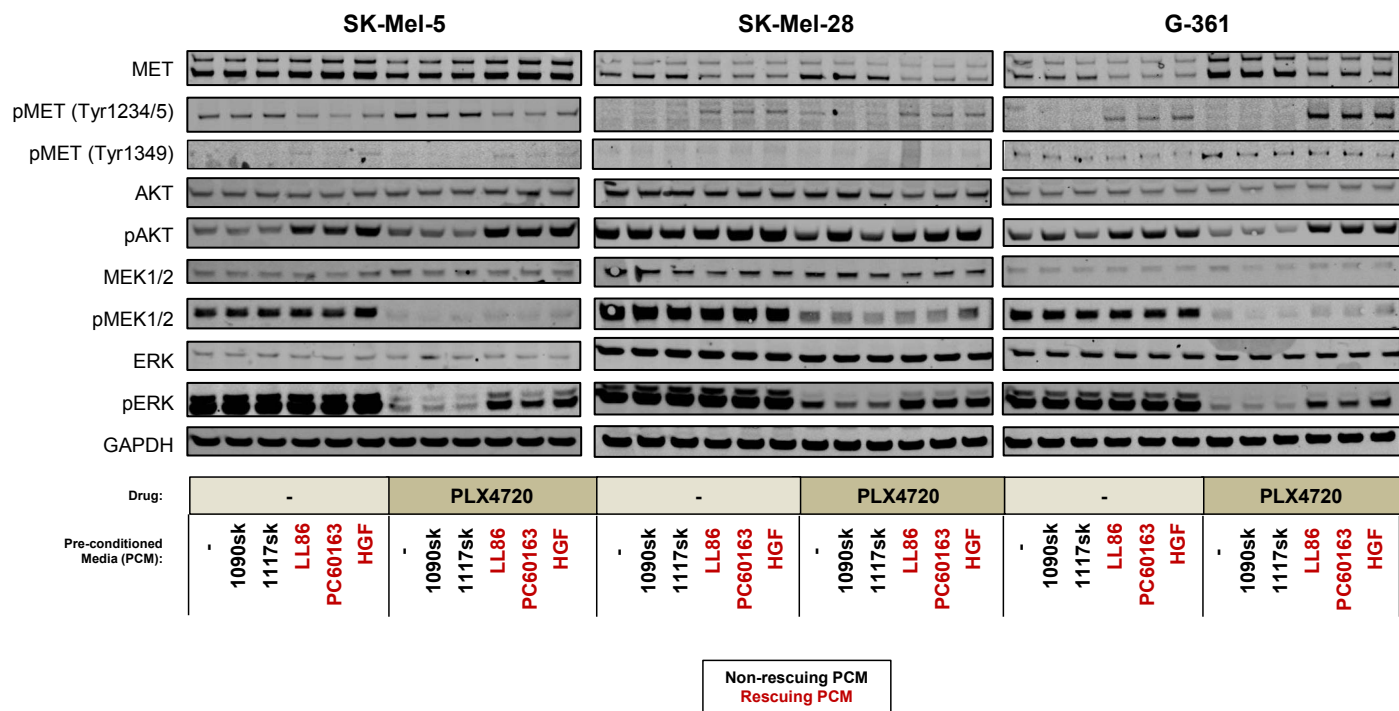 SK-Mel-5 SK-Mel-28 G-361
MET
pMET (Tyr1234/5)
pMET (Tyr1349)
AKT
pAKT
MEK1/2
pMEK1/2
ERK
pERK
GAPDH
Drug: - PLX4720 - PLX4720 - PLX4720
Pre-conditioned
Media (PCM):
-
1090sk
1117sk
LL86
PC60163
HGF
-
1090sk
1117sk
LL86
PC60163
HGF
-
1090sk
1117sk
LL86
PC60163
HGF
-
1090sk
1117sk
LL86
PC60163
HGF
-
1090sk
1117sk
LL86
PC60163
HGF
-
1090sk
1117sk
LL86
PC60163
HGF
Non-rescuing PCM
Rescuing PCM